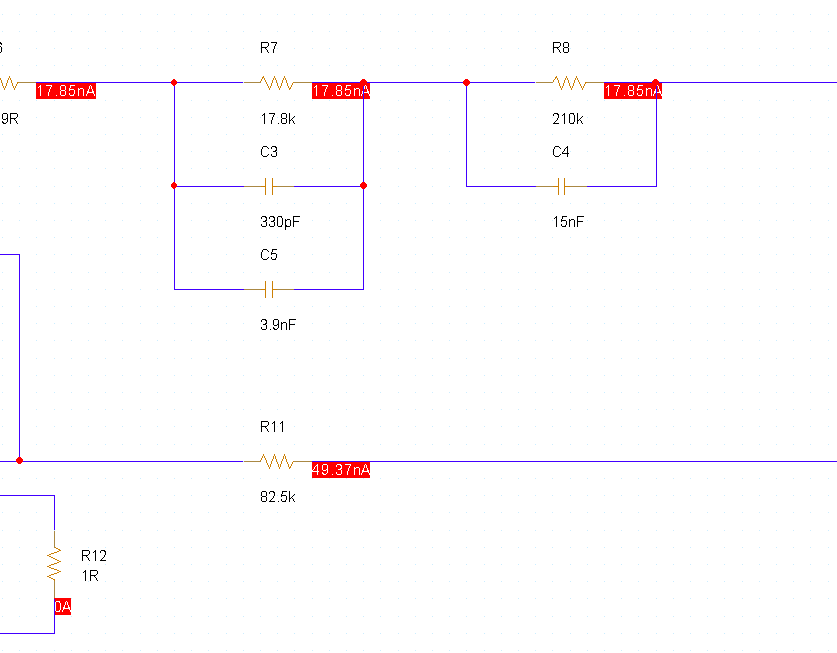 6
R7
R8
17.85nA
17.85nA
17.85nA
9R
17.8k
210k
C3
C4
330pF
15nF
C5
3.9nF
R11
49.37nA
82.5k
R12
1R
0A